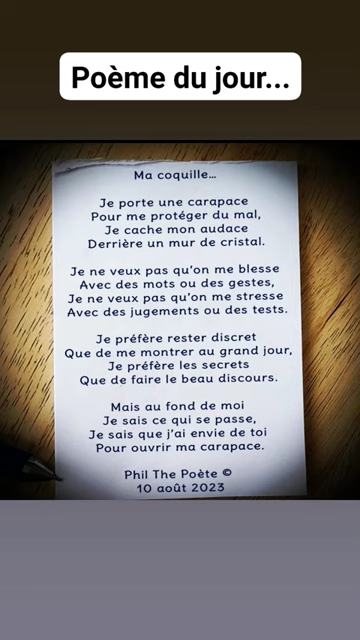 Poème du jour...
Ma coquille...
Je porte une carapace
Pour me protéger du mal,
Je cache mon audace
Derrière un mur de cristal.
Je ne veux pas qu'on me blesse
Avec des mots ou des gestes,
Je ne veux pas qu'on me stresse
Avec des jugements ou des tests.
Je préfère rester discret
Que de me montrer au grand jour,
Je préfère les secrets
Que de faire le beau discours.
Mais au fond de moi
Je sais ce qui se passe,
Je sais que j'ai envie de toi
Pour ouvrir ma carapace.
Phil The Poète ©
10 août 2023